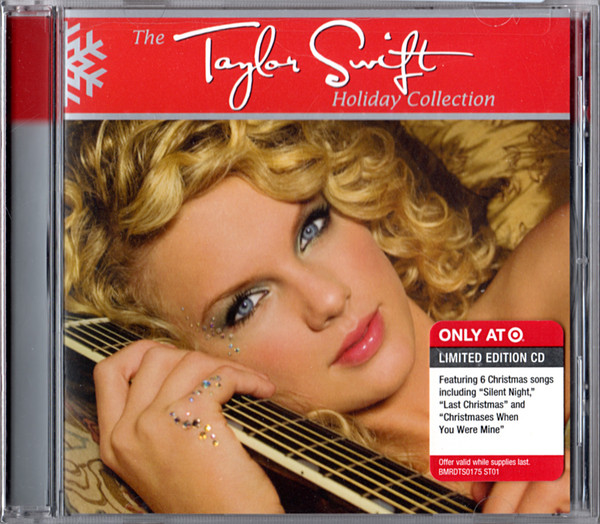 The Taylor Swift
Holiday Collection
ONLY AT
LIMITED EDITION CD
Featuring 6 Christmas songs
including “Silent Night,”
“Last Christmas” and
“Christmases When
You Were Mine”
Offer valid while supplies last.
BMRDTS0175 ST01